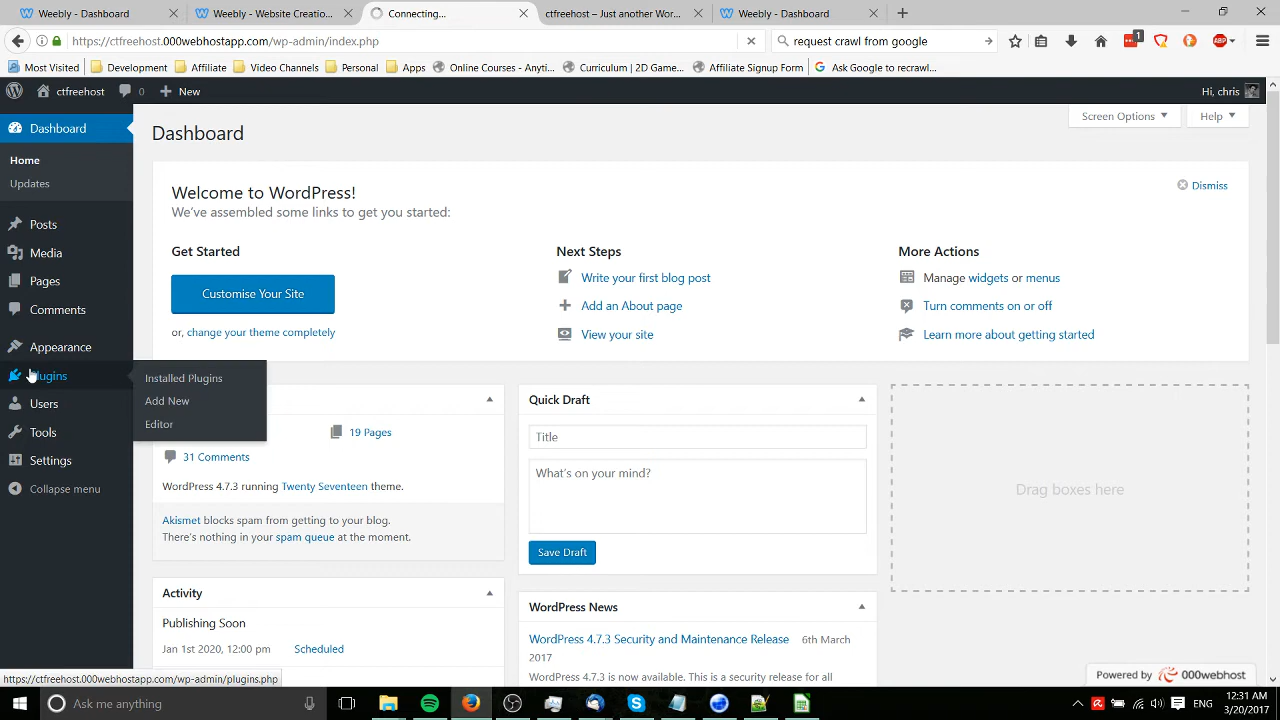 Weebly - Dashboard
Weebly - Website Creation...
Connecting...
ctfreehost – Just another Wor...
Weebly - Dashboard
https://ctfreehost.000webhostapp.com/wp-admin/index.php
request crawl from google
1
ABP
Most Visited
Development
Affiliate
Video Channels
Personal
Apps
Online Courses - Anyti...
Curriculum | 2D Game...
Affiliate Signup Form
Ask Google to recrawl...
ctfreehost
0
New
Hi, chris
Dashboard
Home
Updates
Posts
Media
Pages
Comments
Appearance
Plugins
Installed Plugins
Add New
Editor
Users
Tools
Settings
Collapse menu
Dashboard
Screen Options
Help
Welcome to WordPress!
We've assembled some links to get you started:
Dismiss
Get Started
Customise Your Site
or, change your theme completely
Next Steps
Write your first blog post
Add an About page
View your site
More Actions
Manage widgets or menus
Turn comments on or off
Learn more about getting started
19 Pages
31 Comments
WordPress 4.7.3 running Twenty Seventeen theme.
Akismet blocks spam from getting to your blog.
There's nothing in your spam queue at the moment.
Activity
Publishing Soon
Jan 1st 2020, 12:00 pm
Scheduled
Quick Draft
Title
What's on your mind?
Save Draft
WordPress News
WordPress 4.7.3 Security and Maintenance Release 6th March
2017
WordPress 4.7.3 is now available. This is a security release for all
Drag boxes here
Powered by 000webhost
https://ctfreehost.000webhostapp.com/wp-admin/plugins.php
Ask me anything
ENG
12:31 AM
3/20/2017